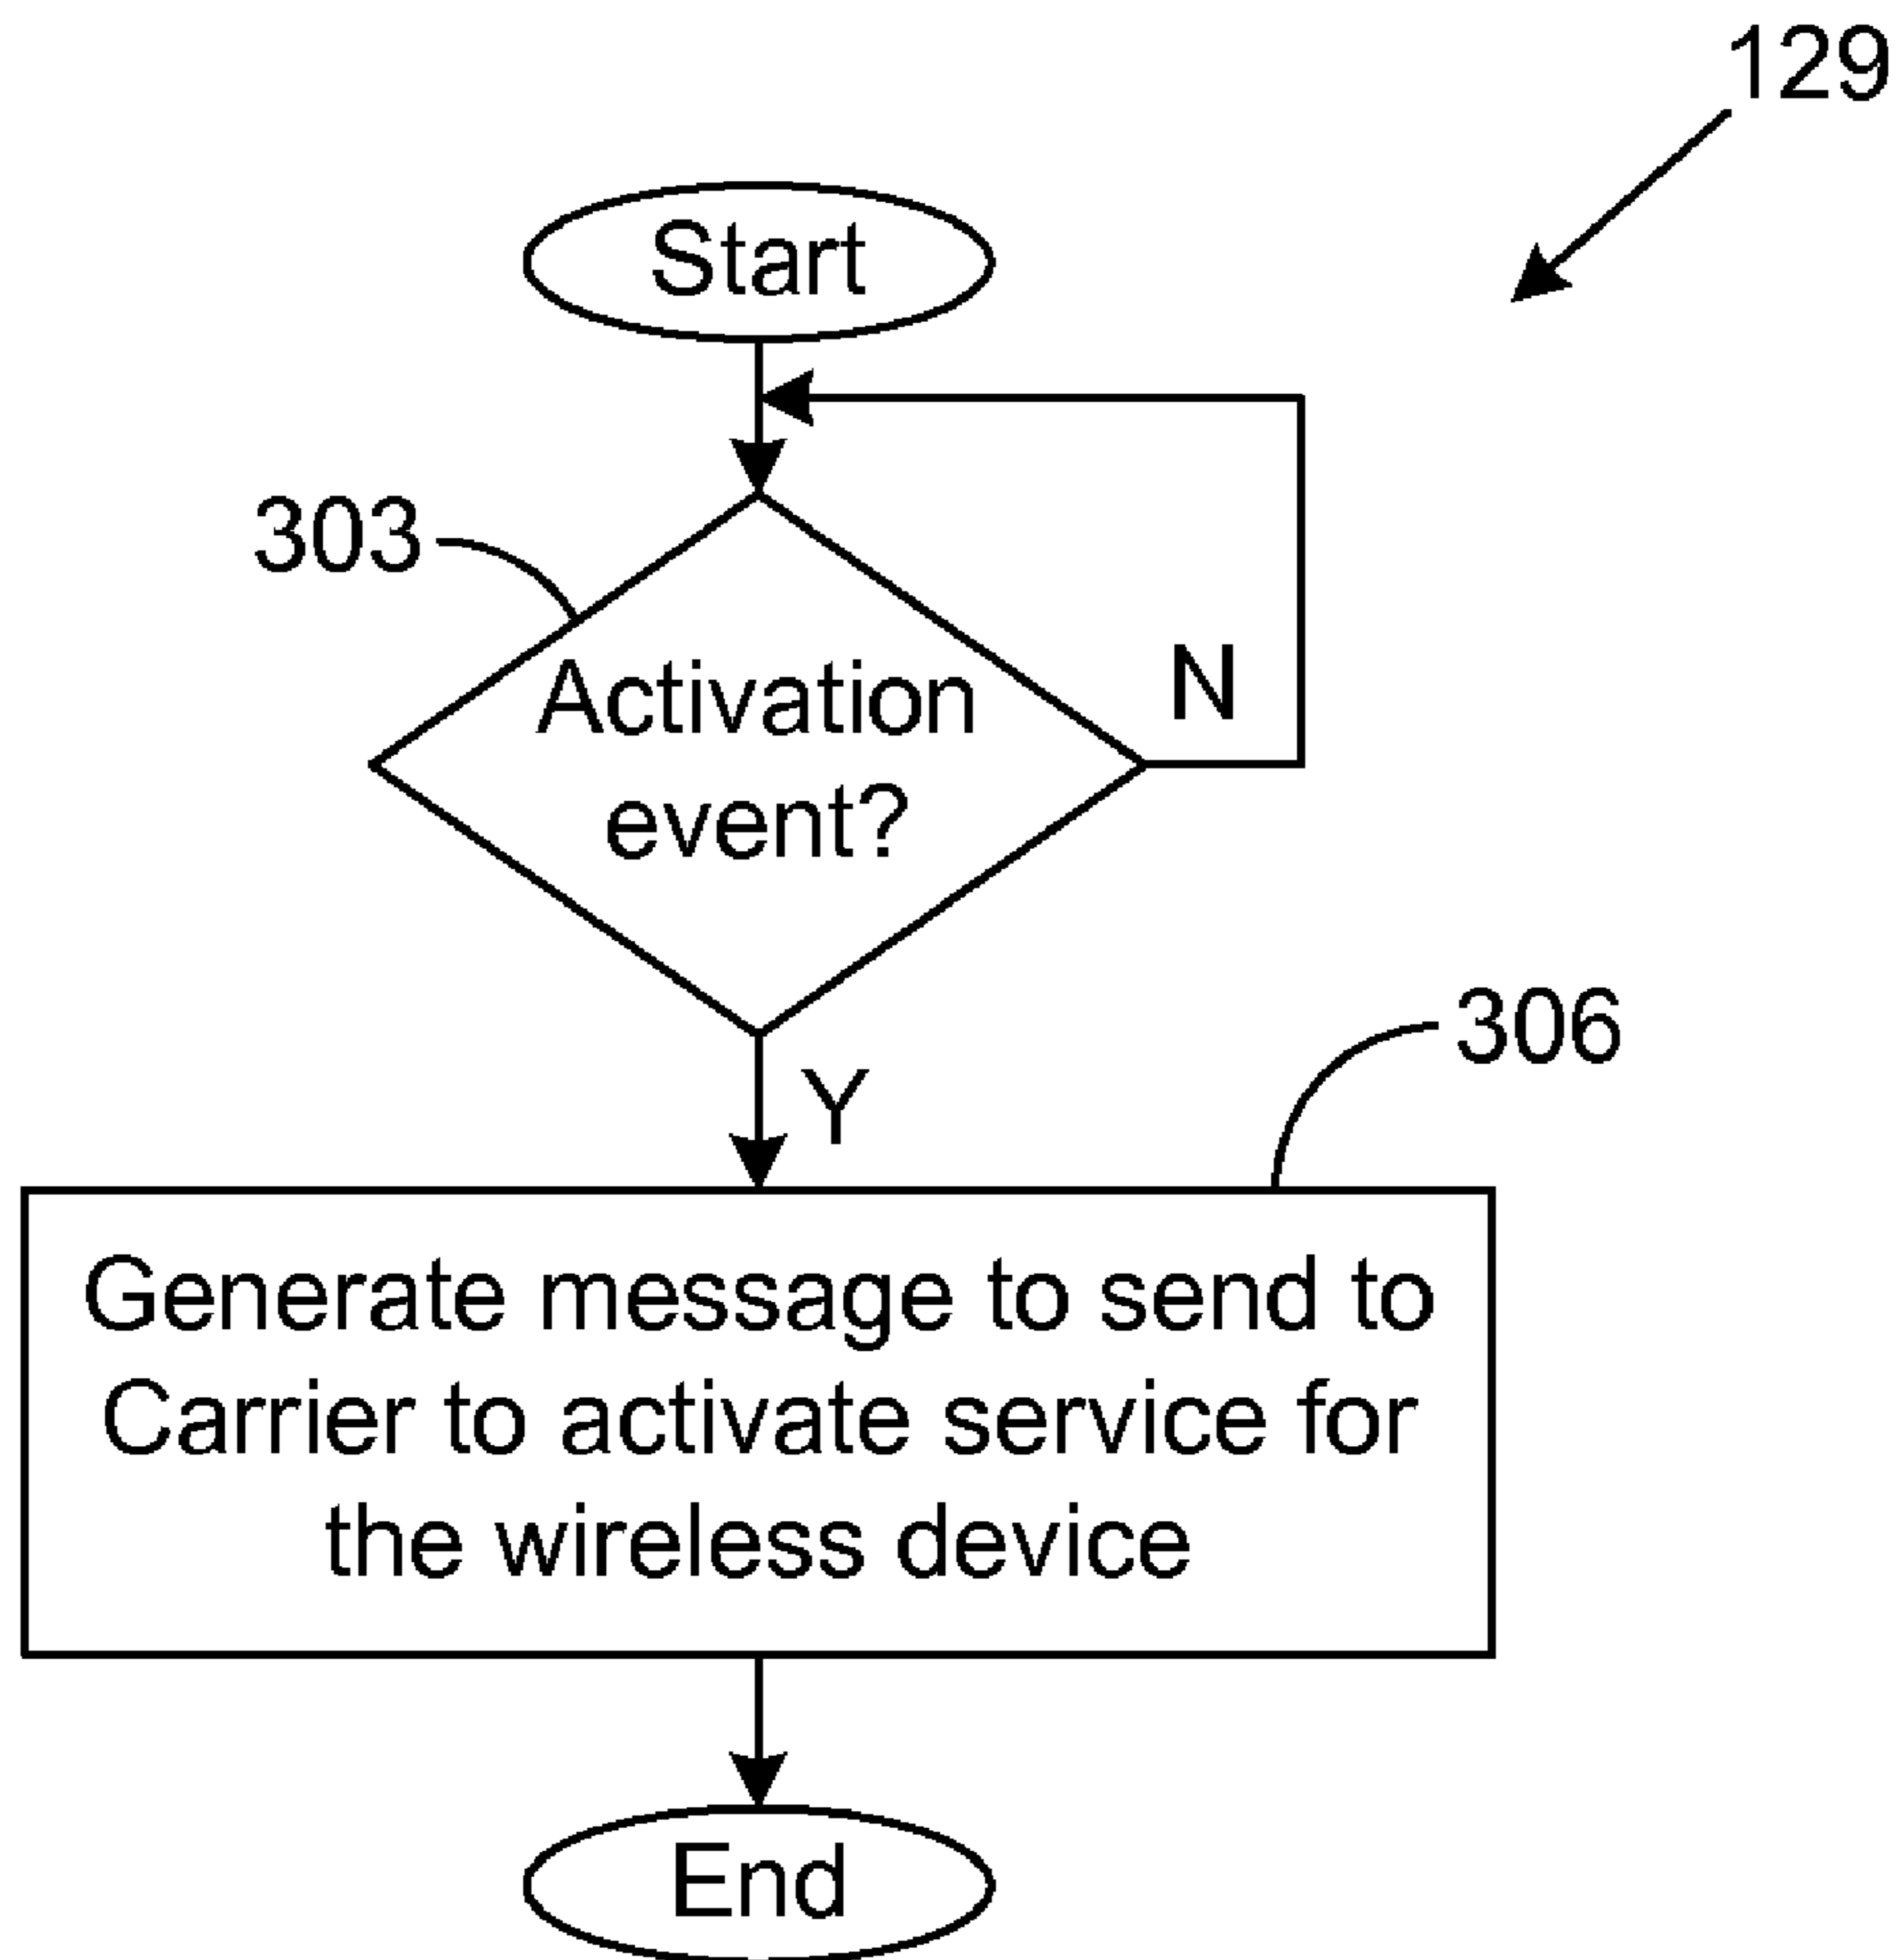 129
Start
303
Activation
event?
N
306
Y
Generate message to send to
Carrier to activate service for
the wireless device
End